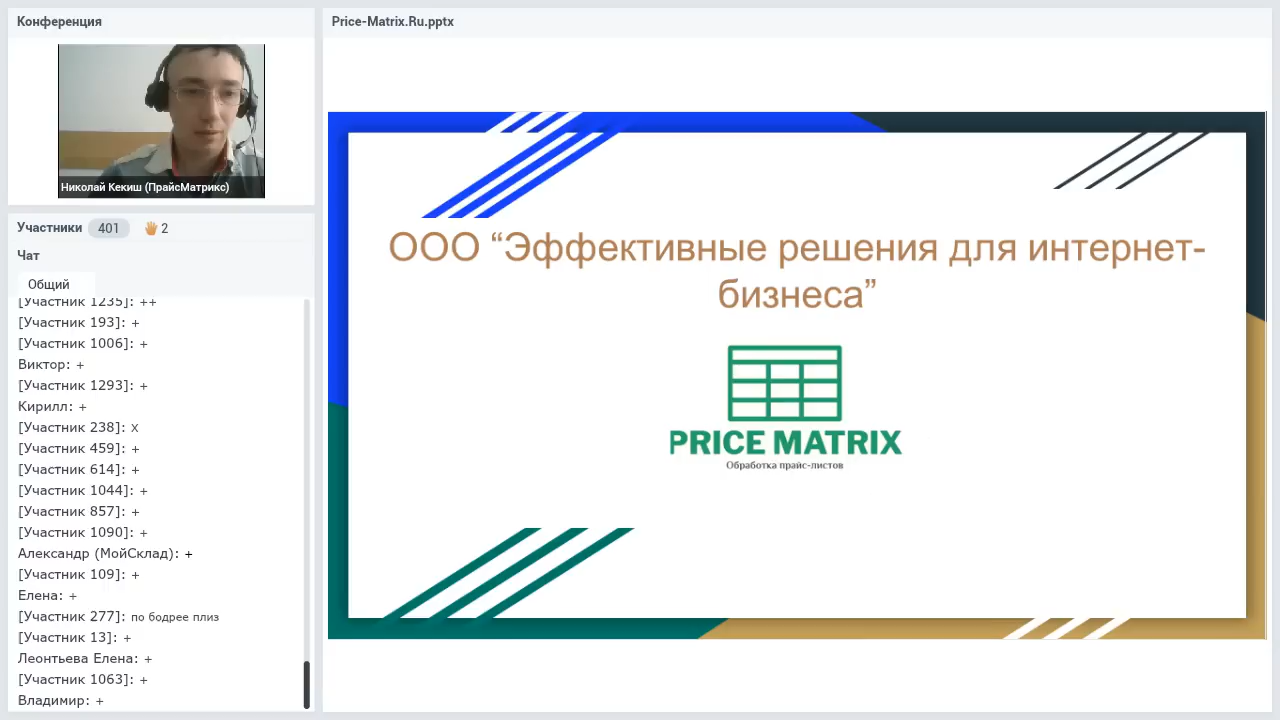 Конференция
Николай Кекиш (ПрайсМатрикс)
Участники 401 2
Чат
Общий
[Участник 1235]: ++
[Участник 193]: +
[Участник 1006]: +
Виктор: +
[Участник 1293]: +
Кирилл: +
[Участник 238]: х
[Участник 459]: +
[Участник 614]: +
[Участник 1044]: +
[Участник 857]: +
[Участник 1090]: +
Александр (МойСклад): +
[Участник 109]: +
Елена: +
[Участник 277]: по бодрее плиз
[Участник 13]: +
Леонтьева Елена: +
[Участник 1063]: +
Владимир: +
Price-Matrix.Ru.pptx
ООО “Эффективные решения для интернет-
бизнеса”
PRICE MATRIX
Обработка прайс-листов